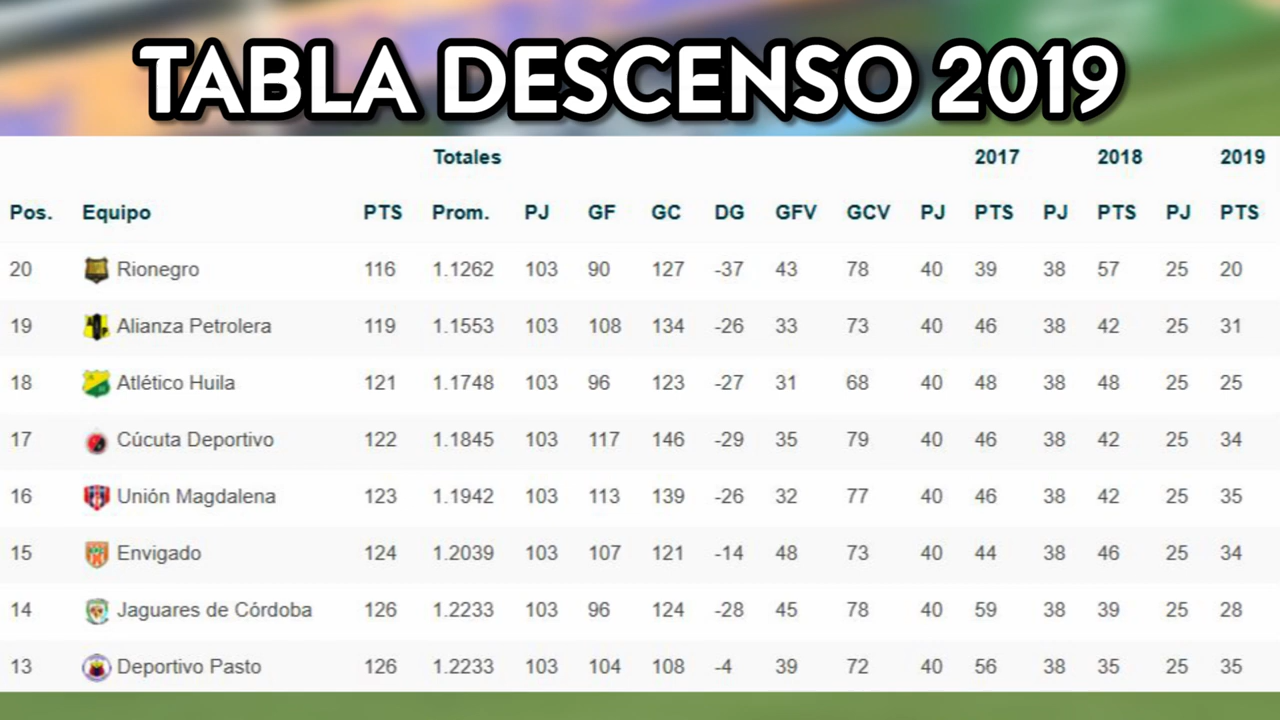 TABLA DESCENSO 2019
Totales 2017 2018 2019
Pos. Equipo PTS Prom. PJ GF GC DG GFV GCV PJ PTS PJ PTS PJ PTS
20 Rionegro 116 1.1262 103 90 127 -37 43 78 40 39 38 57 25 20
19 Alianza Petrolera 119 1.1553 103 108 134 -26 33 73 40 46 38 42 25 31
18 Atlético Huila 121 1.1748 103 96 123 -27 31 68 40 48 38 48 25 25
17 Cúcuta Deportivo 122 1.1845 103 117 146 -29 35 79 40 46 38 42 25 34
16 Unión Magdalena 123 1.1942 103 113 139 -26 32 77 40 46 38 42 25 35
15 Envigado 124 1.2039 103 107 121 -14 48 73 40 44 38 46 25 34
14 Jaguares de Córdoba 126 1.2233 103 96 124 -28 45 78 40 59 38 39 25 28
13 Deportivo Pasto 126 1.2233 103 104 108 -4 39 72 40 56 38 35 25 35